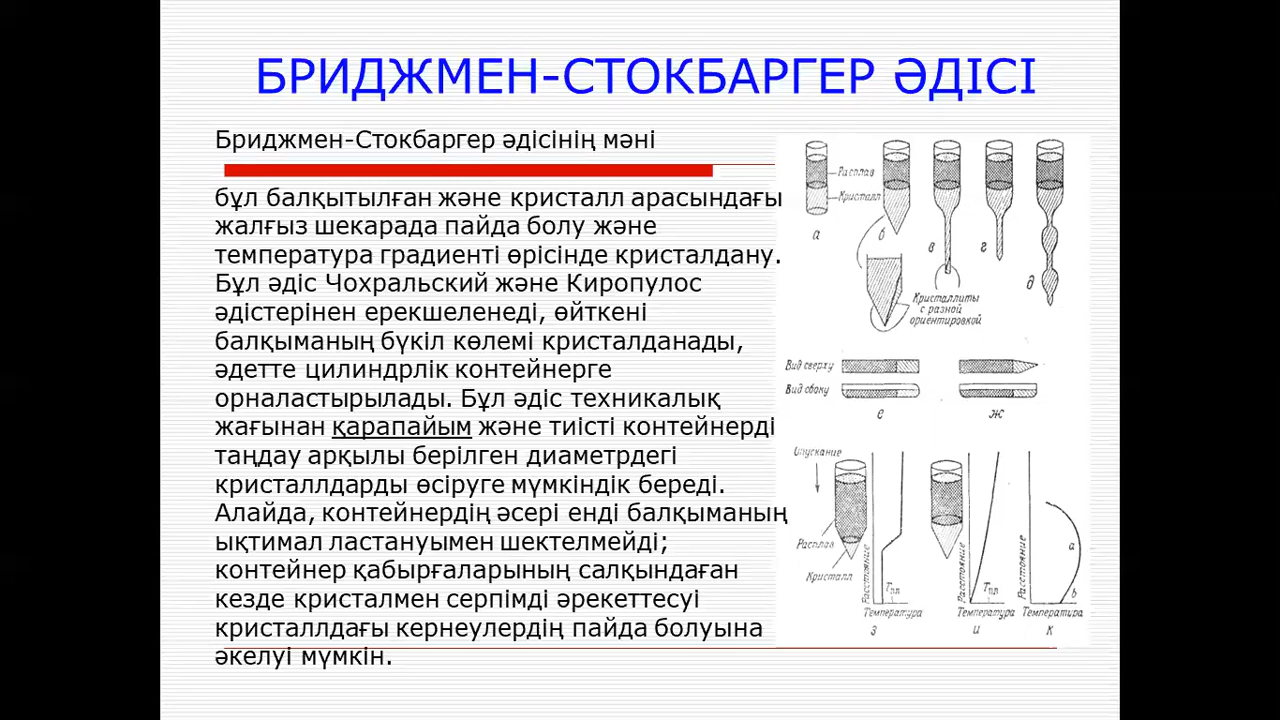 БРИДЖМЕН-СТОКБАРГЕР ӘДІСІ
Бриджмен-Стокбаргер әдісінің мәні
бұл балқытылған және кристалл арасындағы
жалғыз шекарада пайда болу және
температура градиенті өрісінде кристалдану.
Бұл әдіс Чохральский және Киропулос
әдістерінен ерекшеленеді, өйткені
балқыманың бүкіл көлемі кристалданады,
әдетте цилиндрлік контейнерге
орналастырылады. Бұл әдіс техникалық
жағынан қарапайым және тиісті контейнерді
таңдау арқылы берілген диаметрдегі
кристаллдарды өсіруге мүмкіндік береді.
Алайда, контейнердің әсері енді балқыманың
ықтимал ластануымен шектелмейді;
контейнер қабырғаларының салқындаған
кезде кристалмен серпімді әрекеттесуі
кристаллдағы кернеулердің пайда болуына
әкелуі мүмкін.
Расплав
Кристалл
а
б
в
г
д
Кристаллиты
с разной
ориентировкой
Вид сверху
Вид сбоку
е
ж
Опускание
Расплав
Кристалл
Расстояние
Тпл
Температура
з
Расстояние
Тпл
Температура
и
Расстояние
a
b
Температура
к